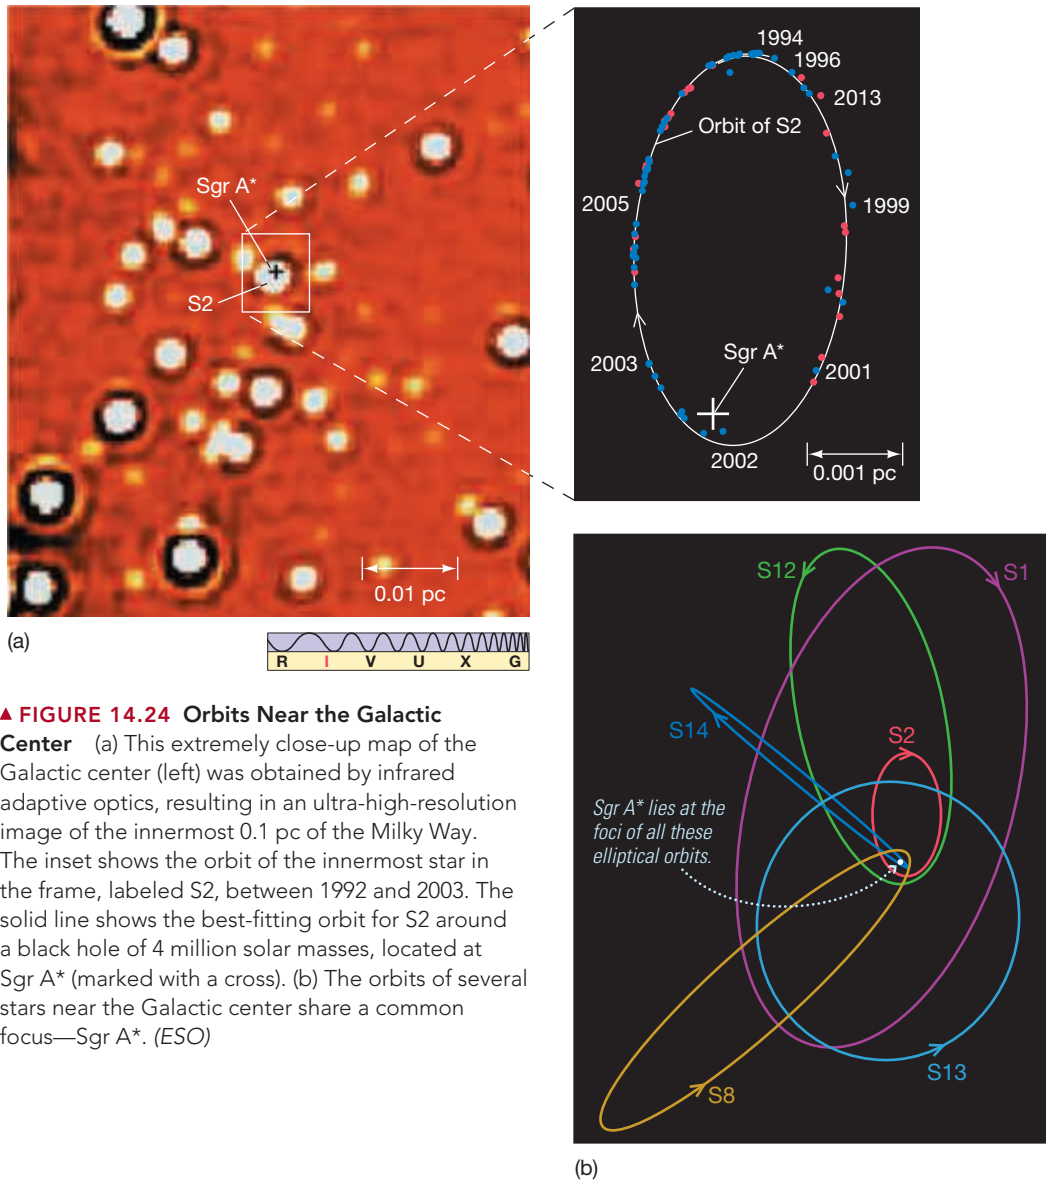 Sgr A*
S2
0.01 pc
(a)
R I V U X G
1994
1996
2013
Orbit of S2
2005
1999
Sgr A*
2003
2001
2002
0.001 pc
▲ FIGURE 14.24 Orbits Near the Galactic
Center (a) This extremely close-up map of the
Galactic center (left) was obtained by infrared
adaptive optics, resulting in an ultra-high-resolution
image of the innermost 0.1 pc of the Milky Way.
The inset shows the orbit of the innermost star in
the frame, labeled S2, between 1992 and 2003. The
solid line shows the best-fitting orbit for S2 around
a black hole of 4 million solar masses, located at
Sgr A* (marked with a cross). (b) The orbits of several
stars near the Galactic center share a common
focus—Sgr A*. (ESO)
S12
S1
S14
S2
Sgr A* lies at the
foci of all these
elliptical orbits.
S13
S8
(b)